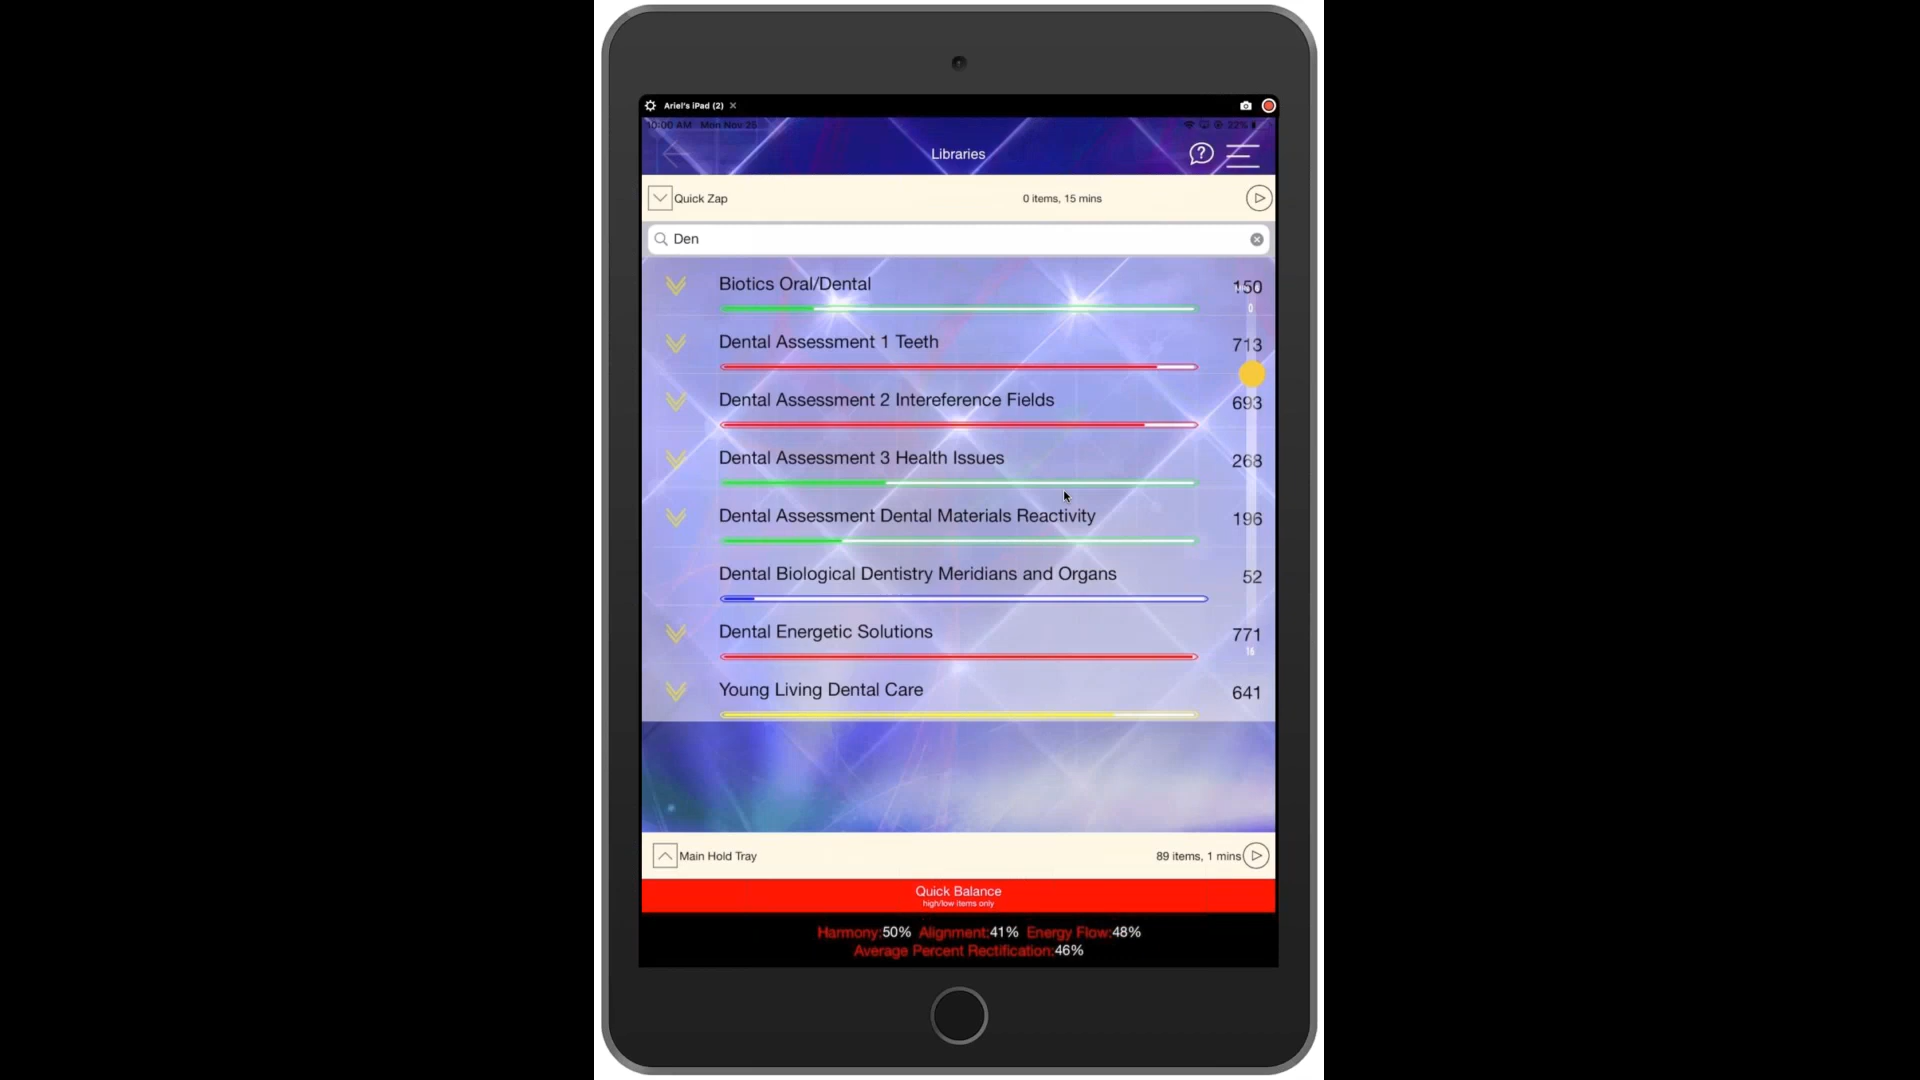 Ariel's iPad (2)
10:00 AM Mon Nov 25
22%
Libraries
Quick Zap
0 items, 15 mins
Den
Biotics Oral/Dental
150
0
Dental Assessment 1 Teeth
713
Dental Assessment 2 Intereference Fields
693
Dental Assessment 3 Health Issues
268
Dental Assessment Dental Materials Reactivity
196
Dental Biological Dentistry Meridians and Organs
52
Dental Energetic Solutions
771
16
Young Living Dental Care
641
Main Hold Tray
89 items, 1 mins
Quick Balance
high/low items only
Harmony:50% Alignment:41% Energy Flow:48%
Average Percent Rectification:46%